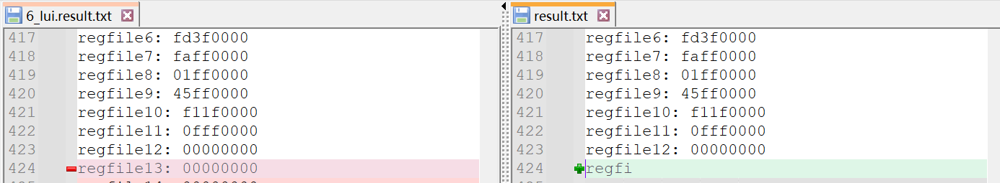 6_lui.result.txt
417 regfile6: fd3f0000
418 regfile7: faff0000
419 regfile8: 01ff0000
420 regfile9: 45ff0000
421 regfile10: f11f0000
422 regfile11: 0fff0000
423 regfile12: 00000000
424 regfile13: 00000000
result.txt
417 regfile6: fd3f0000
418 regfile7: faff0000
419 regfile8: 01ff0000
420 regfile9: 45ff0000
421 regfile10: f11f0000
422 regfile11: 0fff0000
423 regfile12: 00000000
424 regfi